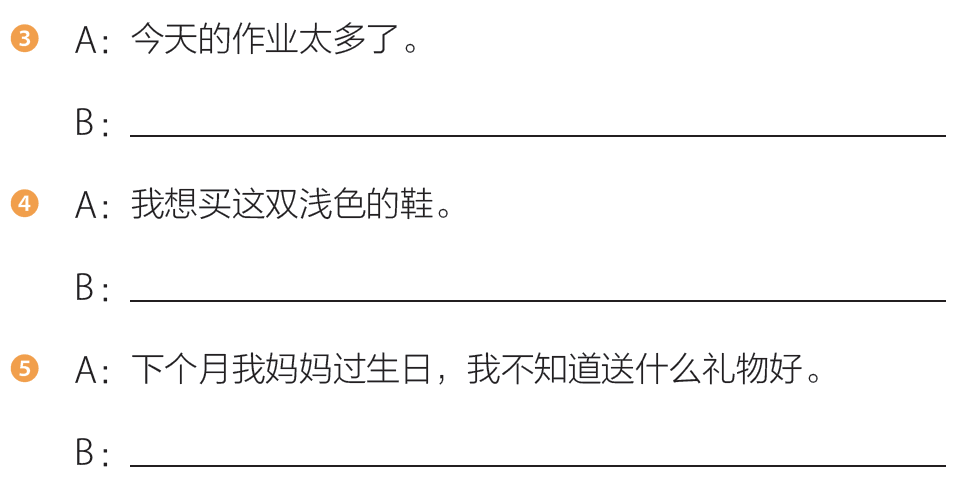 3 A：今天的作业太多了。
B：
4 A：我想买这双浅色的鞋。
B：
5 A：下个月我妈妈过生日，我不知道送什么礼物好。
B：